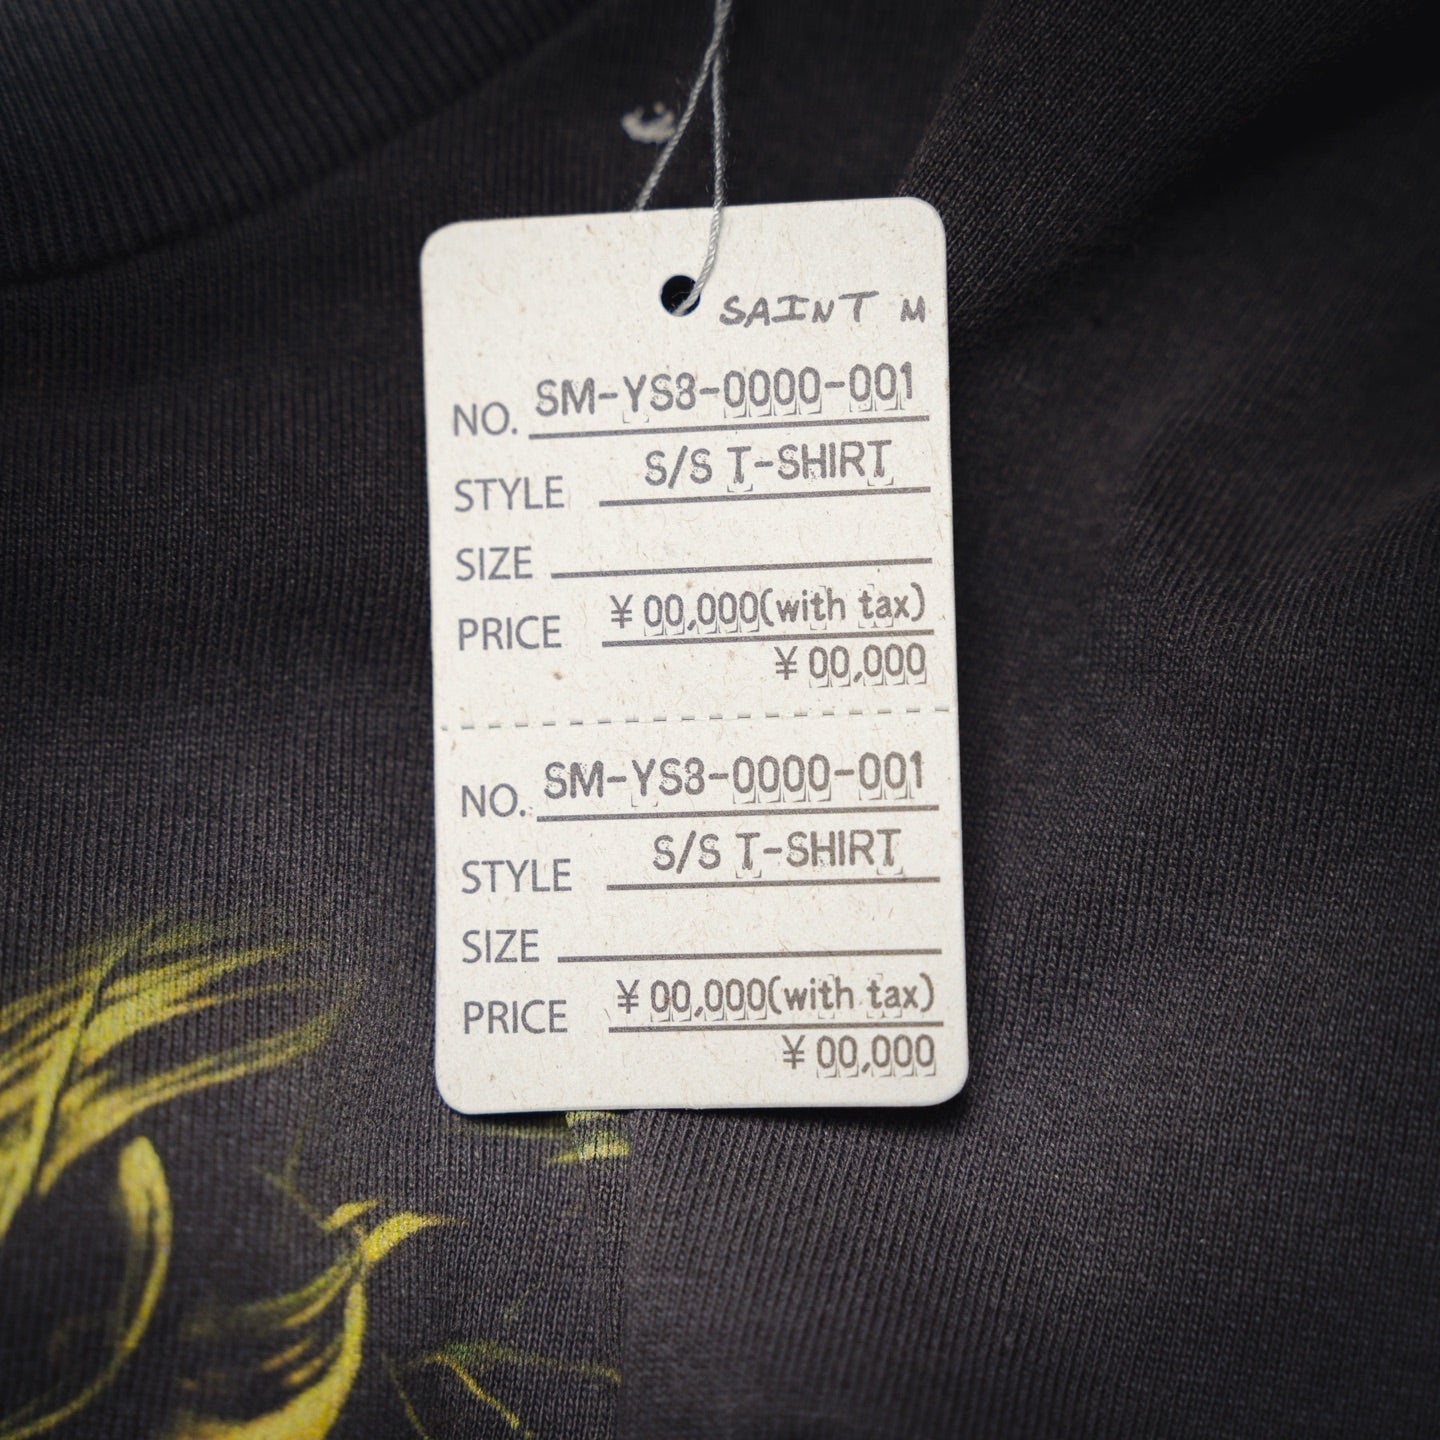 SAINT M
NO. SM-YS8-0000-001
STYLE S/S T-SHIRT
SIZE
PRICE ¥ 00,000(with tax)
¥ 00,000
NO. SM-YS8-0000-001
STYLE S/S T-SHIRT
SIZE
PRICE ¥ 00,000(with tax)
¥ 00,000